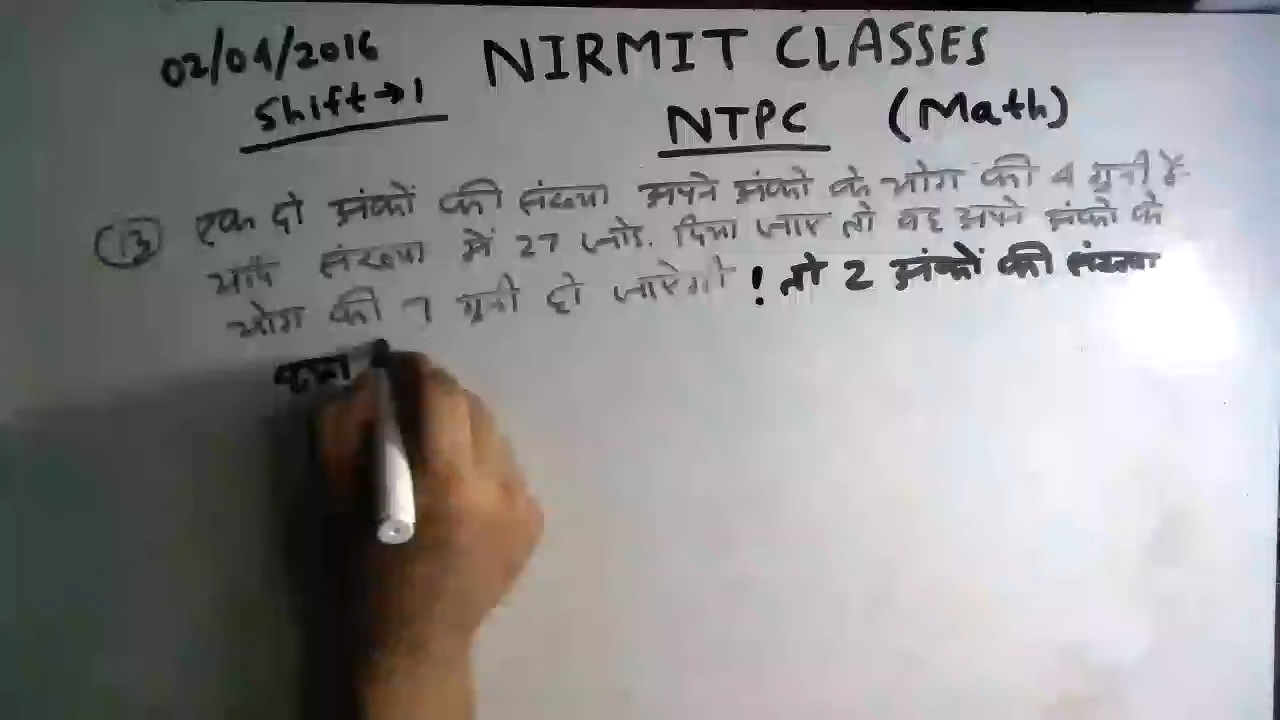 02/04/2016 NIRMIT CLASSES
Shift→1 NTPC (Math)
(13) एक दो अंकों की संख्या अपने अंको के योग की 4 गुनी है
यदि संख्या में 27 जोड़ दिया जाए तो वह अपने अंको के
योग की 7 गुनी हो जाऐगी ! तो 2 अंकों की संख्या
क्या